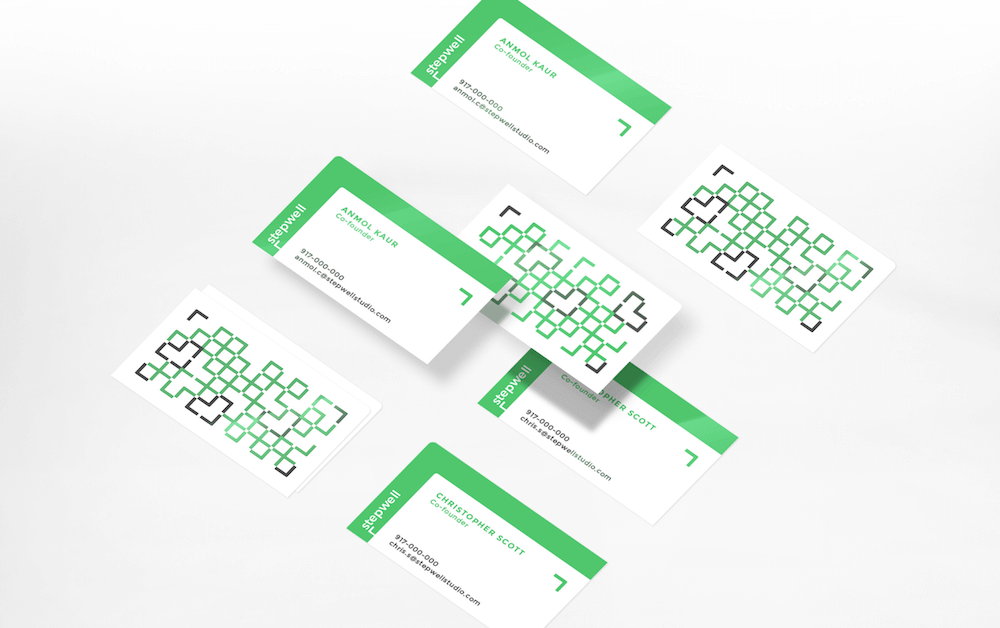 stepwell
ANMOL KAUR
Co-founder
917-000-000
anmol.c@stepwellstudio.com
stepwell
ANMOL KAUR
Co-founder
917-000-000
anmol.c@stepwellstudio.com
stepwell
Co-founder
OPHER SCOTT
917-000-000
chris.s@stepwellstudio.com
stepwell
CHRISTOPHER SCOTT
Co-founder
917-000-000
chris.s@stepwellstudio.com